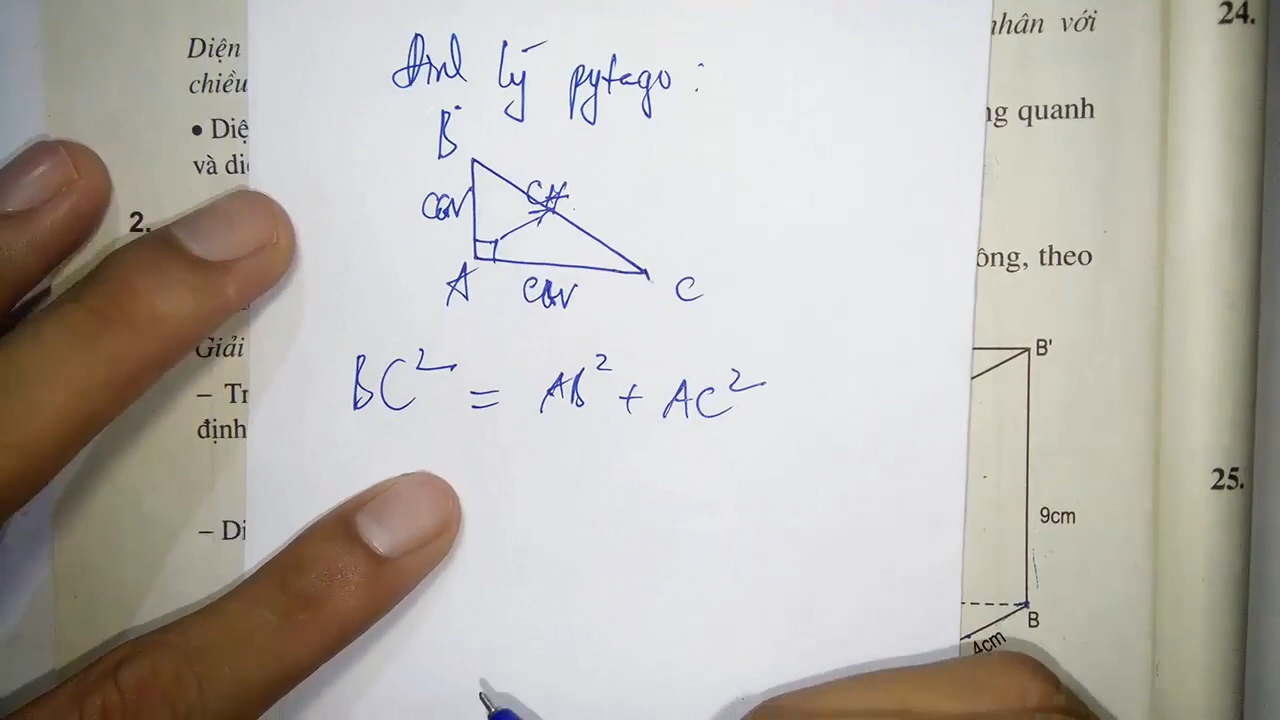 Định lý pytago:
B
CGV
CH
A
CGV
C
BC² = AB² + AC²
Diện
chiều
• Diệ
và diệ
2.
Giải
– Tr
định
– Di
nhân với
ng quanh
ông, theo
B'
9cm
B
4cm
24.
25.